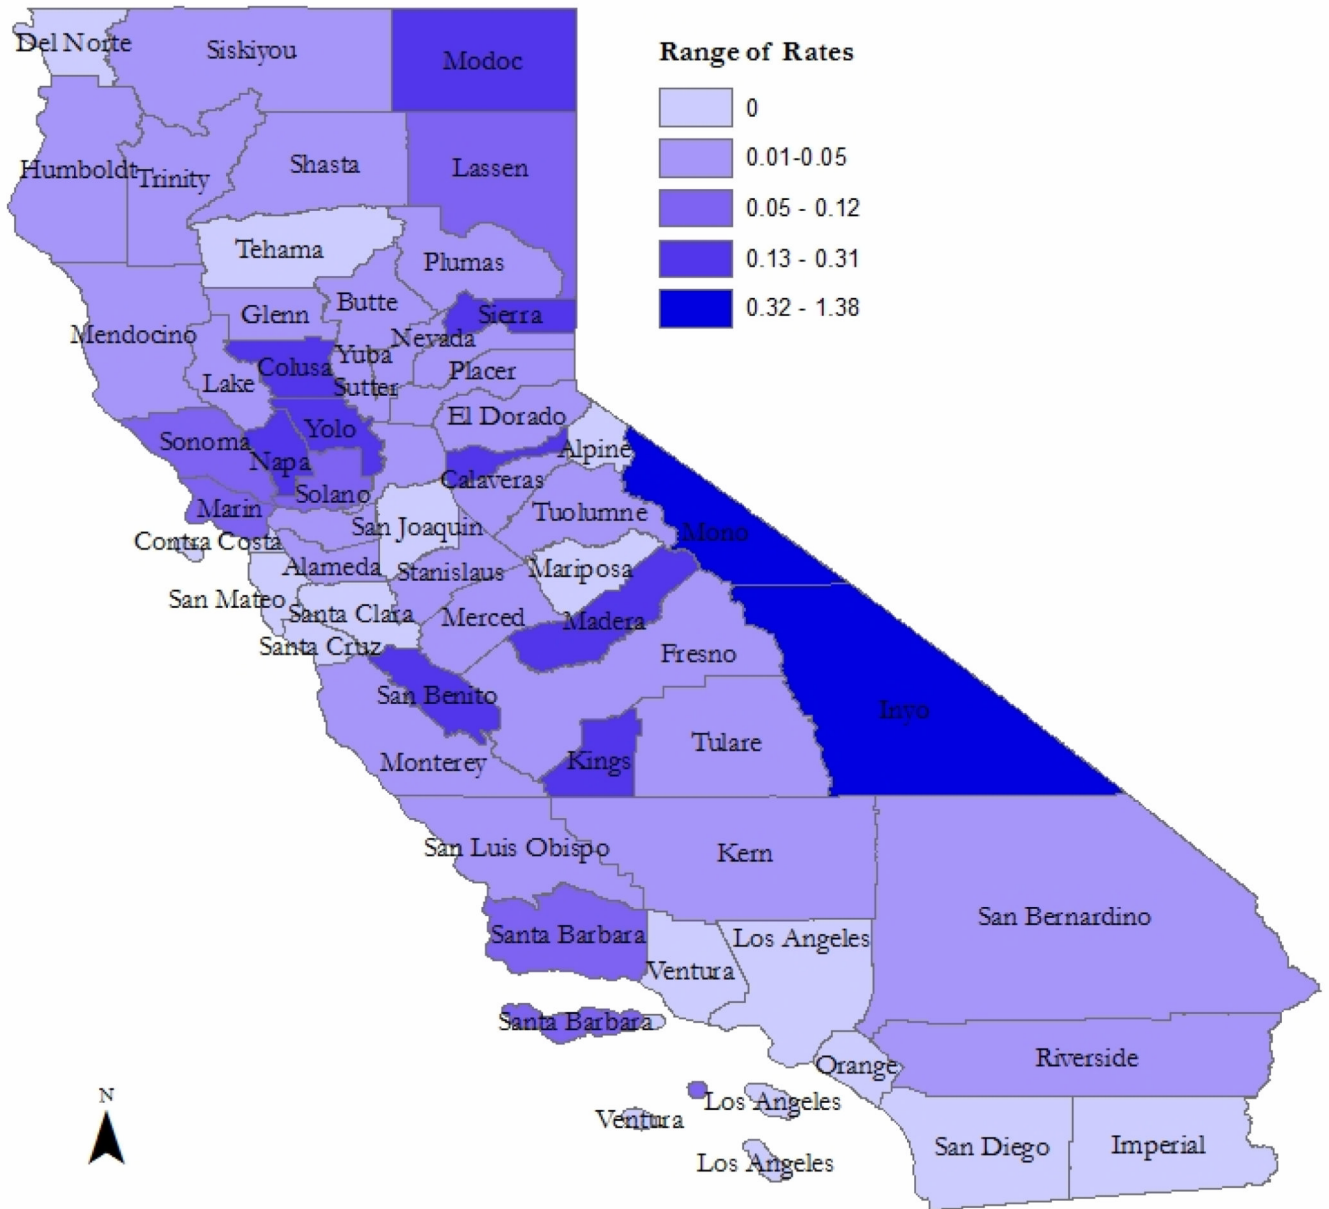 Del Norte
Siskiyou
Modoc
Range of Rates
0
0.01-0.05
0.05 - 0.12
0.13 - 0.31
0.32 - 1.38
Humboldt
Trinity
Shasta
Lassen
Tehama
Plumas
Glenn
Butte
Sierra
Mendocino
Nevada
Yuba
Colusa
Placer
Lake
Sutter
El Dorado
Yolo
Sonoma
Alpine
Napa
Calaveras
Solano
Marin
Tuolumne
San Joaquin
Mono
Contra Costa
Alameda
Stanislaus
Mariposa
San Mateo
Santa Clara
Merced
Madera
Santa Cruz
Fresno
San Benito
Inyo
Tulare
Kings
Monterey
San Luis Obispo
Kern
San Bernardino
Santa Barbara
Los Angeles
Ventura
Santa Barbara
Riverside
Orange
N
Los Angeles
Ventura
San Diego
Imperial
Los Angeles